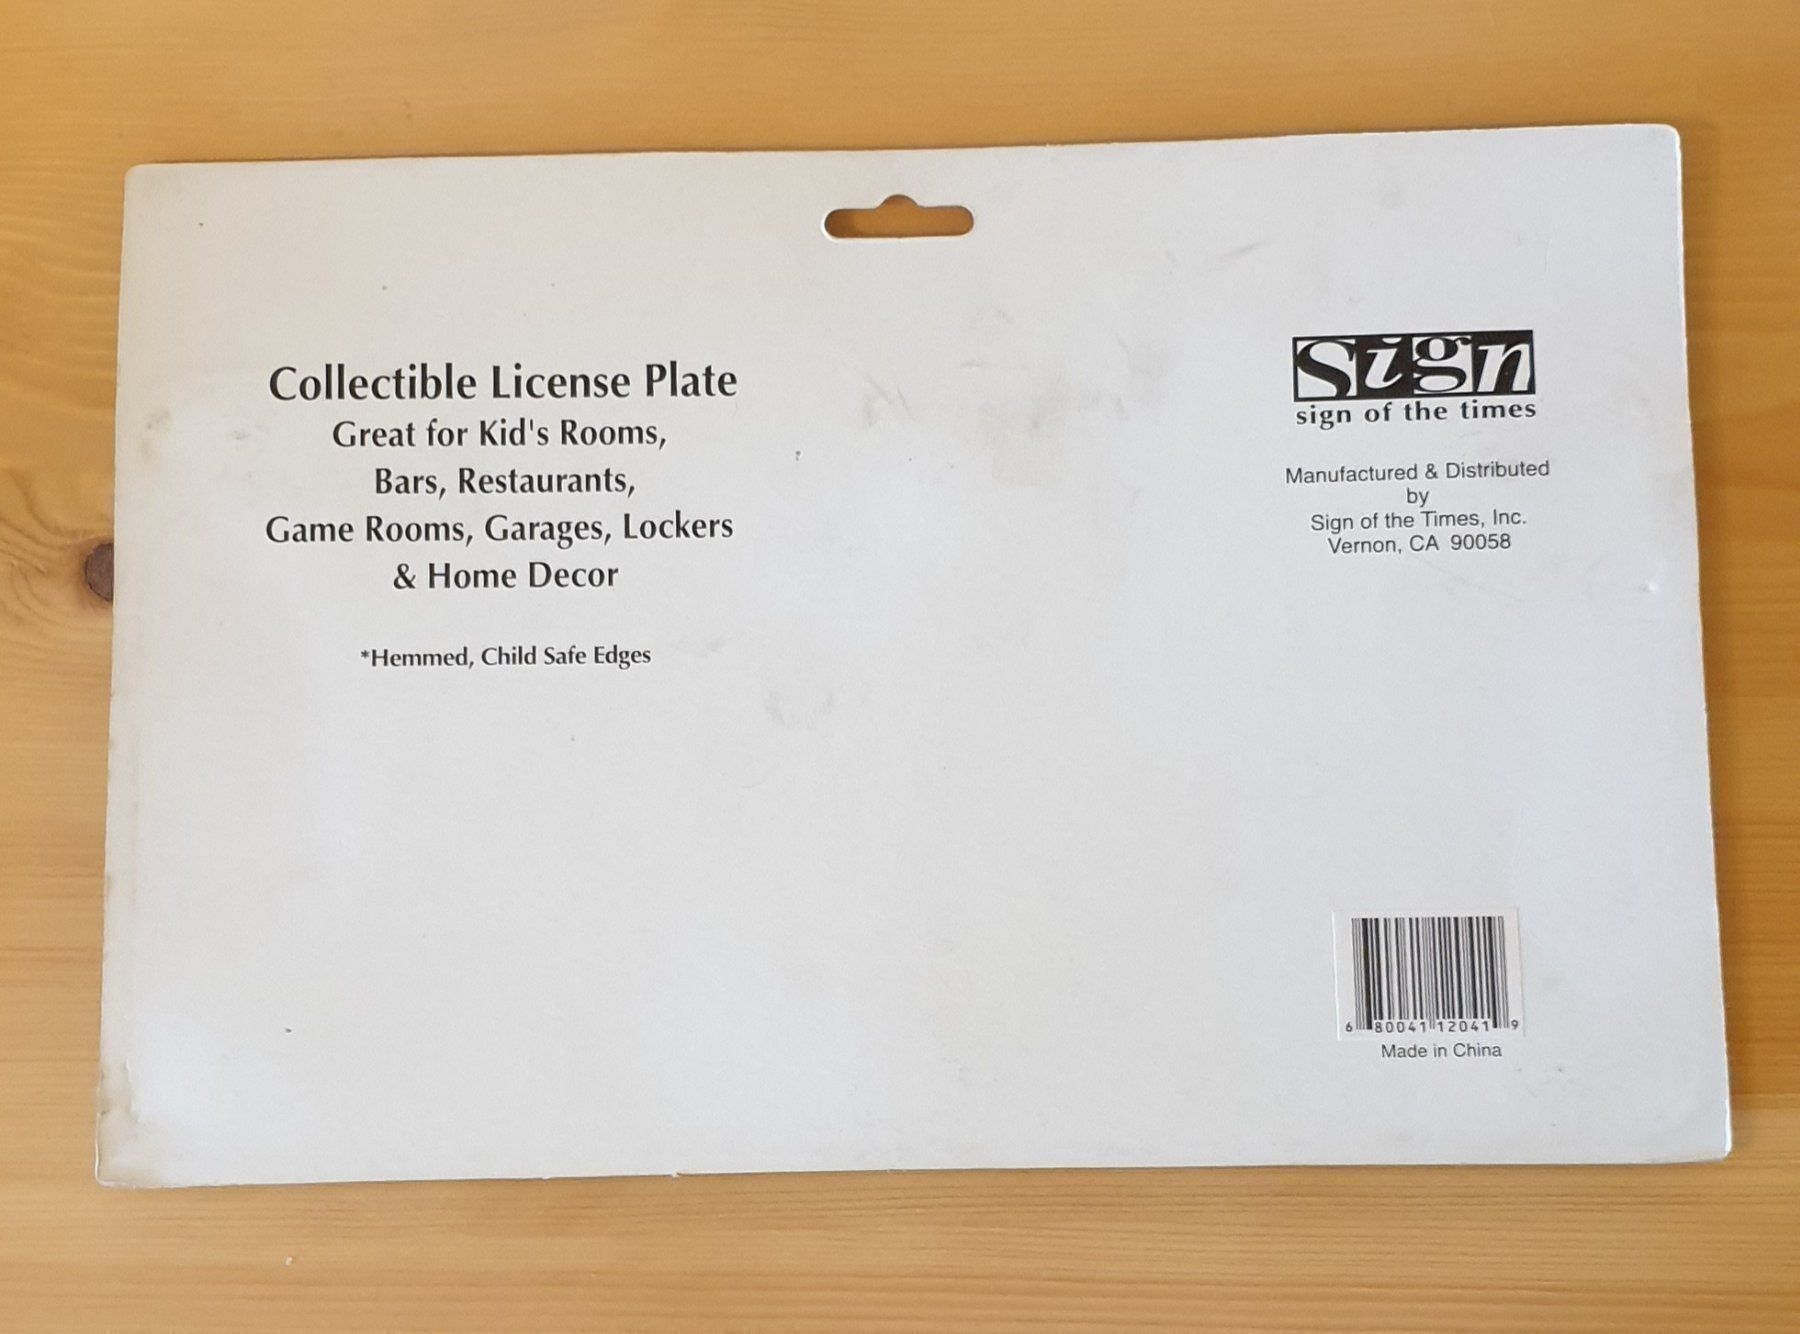 Collectible License Plate
Great for Kid's Rooms,
Bars, Restaurants,
Game Rooms, Garages, Lockers
& Home Decor
*Hemmed, Child Safe Edges
Sign
sign of the times
Manufactured & Distributed
by
Sign of the Times, Inc.
Vernon, CA 90058
6 80041 12041 9
Made in China